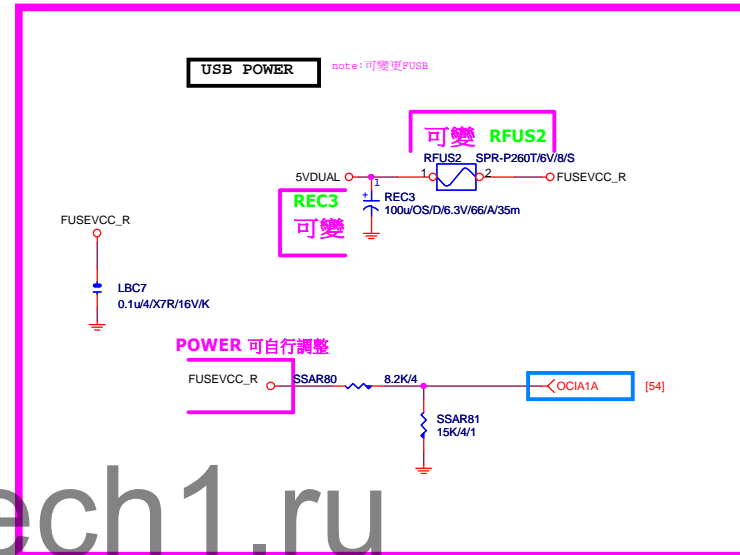 USB POWER
note:可變更FUSB
可變 RFUS2
RFUS2 SPR-P260T/6V/8/S
5VDUAL 1 2 FUSEVCC_R
1
REC3
+ REC3
100u/OS/D/6.3V/66/A/35m
可變
FUSEVCC_R
LBC7
0.1u/4/X7R/16V/K
POWER 可自行調整
FUSEVCC_R SSAR80 8.2K/4 OCIA1A [54]
SSAR81
15K/4/1
ech1.ru